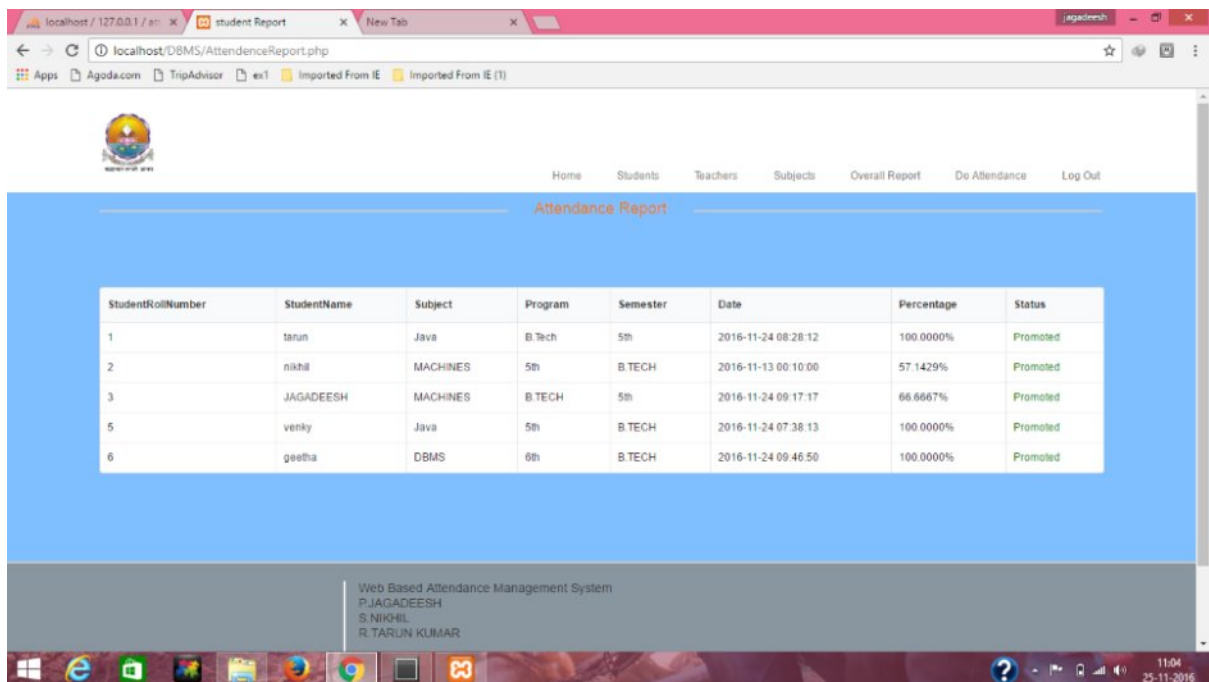 localhost / 127.0.0.1 / att
student Report
New Tab
jagadeesh
localhost/DBMS/AttendenceReport.php
Apps Agoda.com TripAdvisor ex1 Imported From IE Imported From IE (1)
Home Students Teachers Subjects Overall Report Do Attendance Log Out
Attendance Report
StudentRollNumber StudentName Subject Program Semester Date Percentage Status
1 tarun Java B.Tech 5th 2016-11-24 08:28:12 100.0000% Promoted
2 nikhil MACHINES 5th B.TECH 2016-11-13 00:10:00 57.1429% Promoted
3 JAGADEESH MACHINES B.TECH 5th 2016-11-24 09:17:17 66.6667% Promoted
5 venky Java 5th B.TECH 2016-11-24 07:38:13 100.0000% Promoted
6 geetha DBMS 6th B.TECH 2016-11-24 09:46:50 100.0000% Promoted
Web Based Attendance Management System
P.JAGADEESH
S.NIKHIL
R.TARUN KUMAR
11:04
25-11-2016